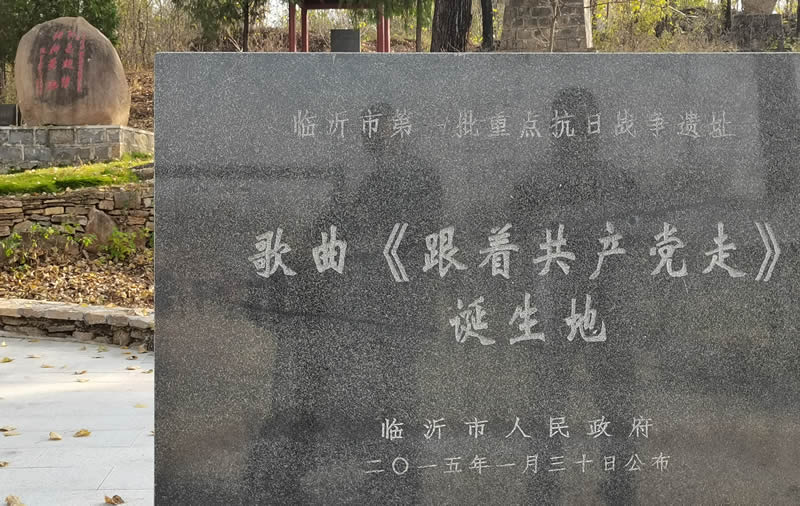 临沂市第一批重点抗日战争遗址
歌曲《跟着共产党走》
诞生地
临沂市人民政府
二〇一五年一月三十日公布